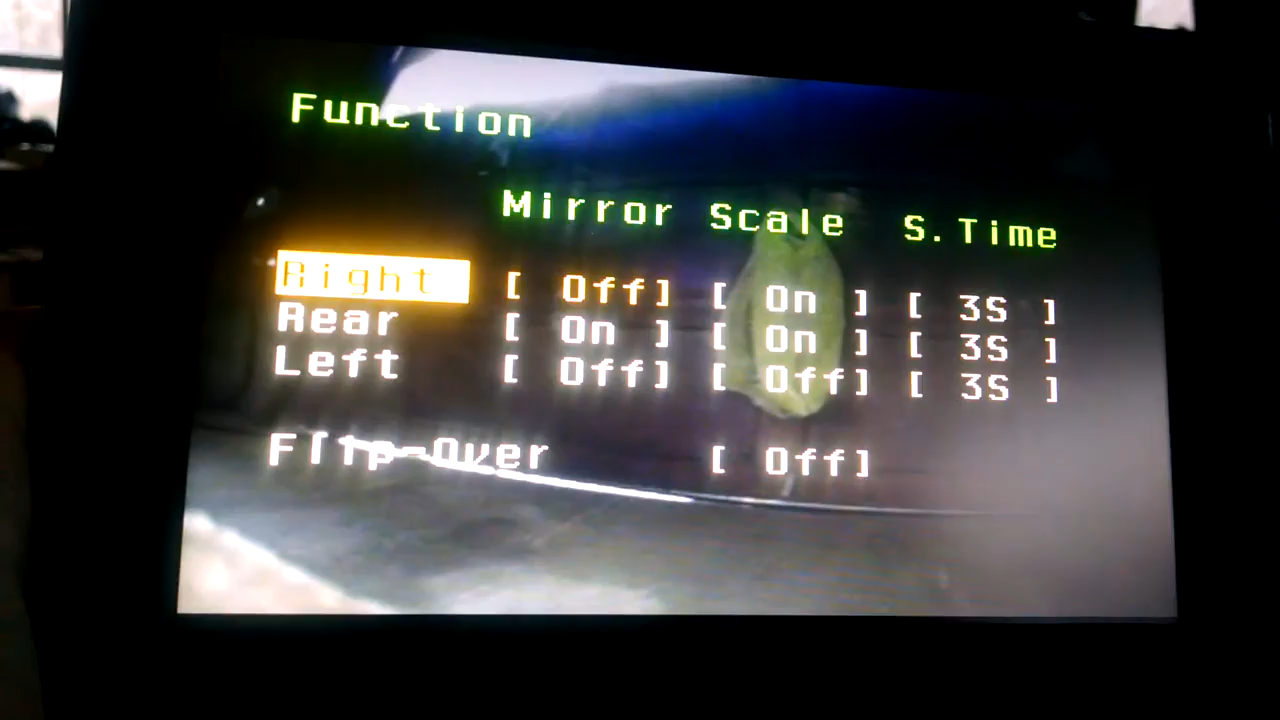 Function
Mirror Scale S.Time
Right [ Off] [ On ] [ 3S ]
Rear [ On ] [ On ] [ 3S ]
Left [ Off] [ Off] [ 3S ]
Flip-Over [ Off]